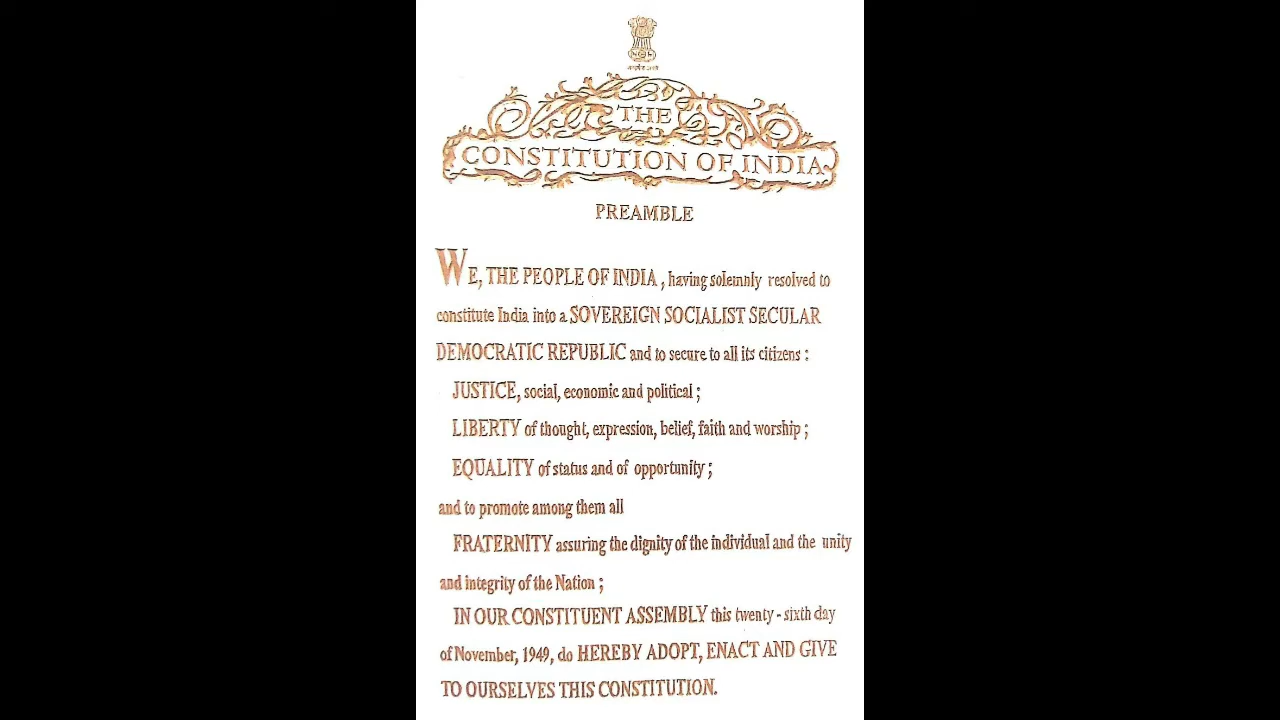 THE
CONSTITUTION OF INDIA
PREAMBLE
WE, THE PEOPLE OF INDIA , having solemnly resolved to
constitute India into a SOVEREIGN SOCIALIST SECULAR
DEMOCRATIC REPUBLIC and to secure to all its citizens :
JUSTICE, social, economic and political ;
LIBERTY of thought, expression, belief, faith and worship ;
EQUALITY of status and of opportunity ;
and to promote among them all
FRATERNITY assuring the dignity of the individual and the unity
and integrity of the Nation ;
IN OUR CONSTITUENT ASSEMBLY this twenty - sixth day
of November, 1949, do HEREBY ADOPT, ENACT AND GIVE
TO OURSELVES THIS CONSTITUTION.